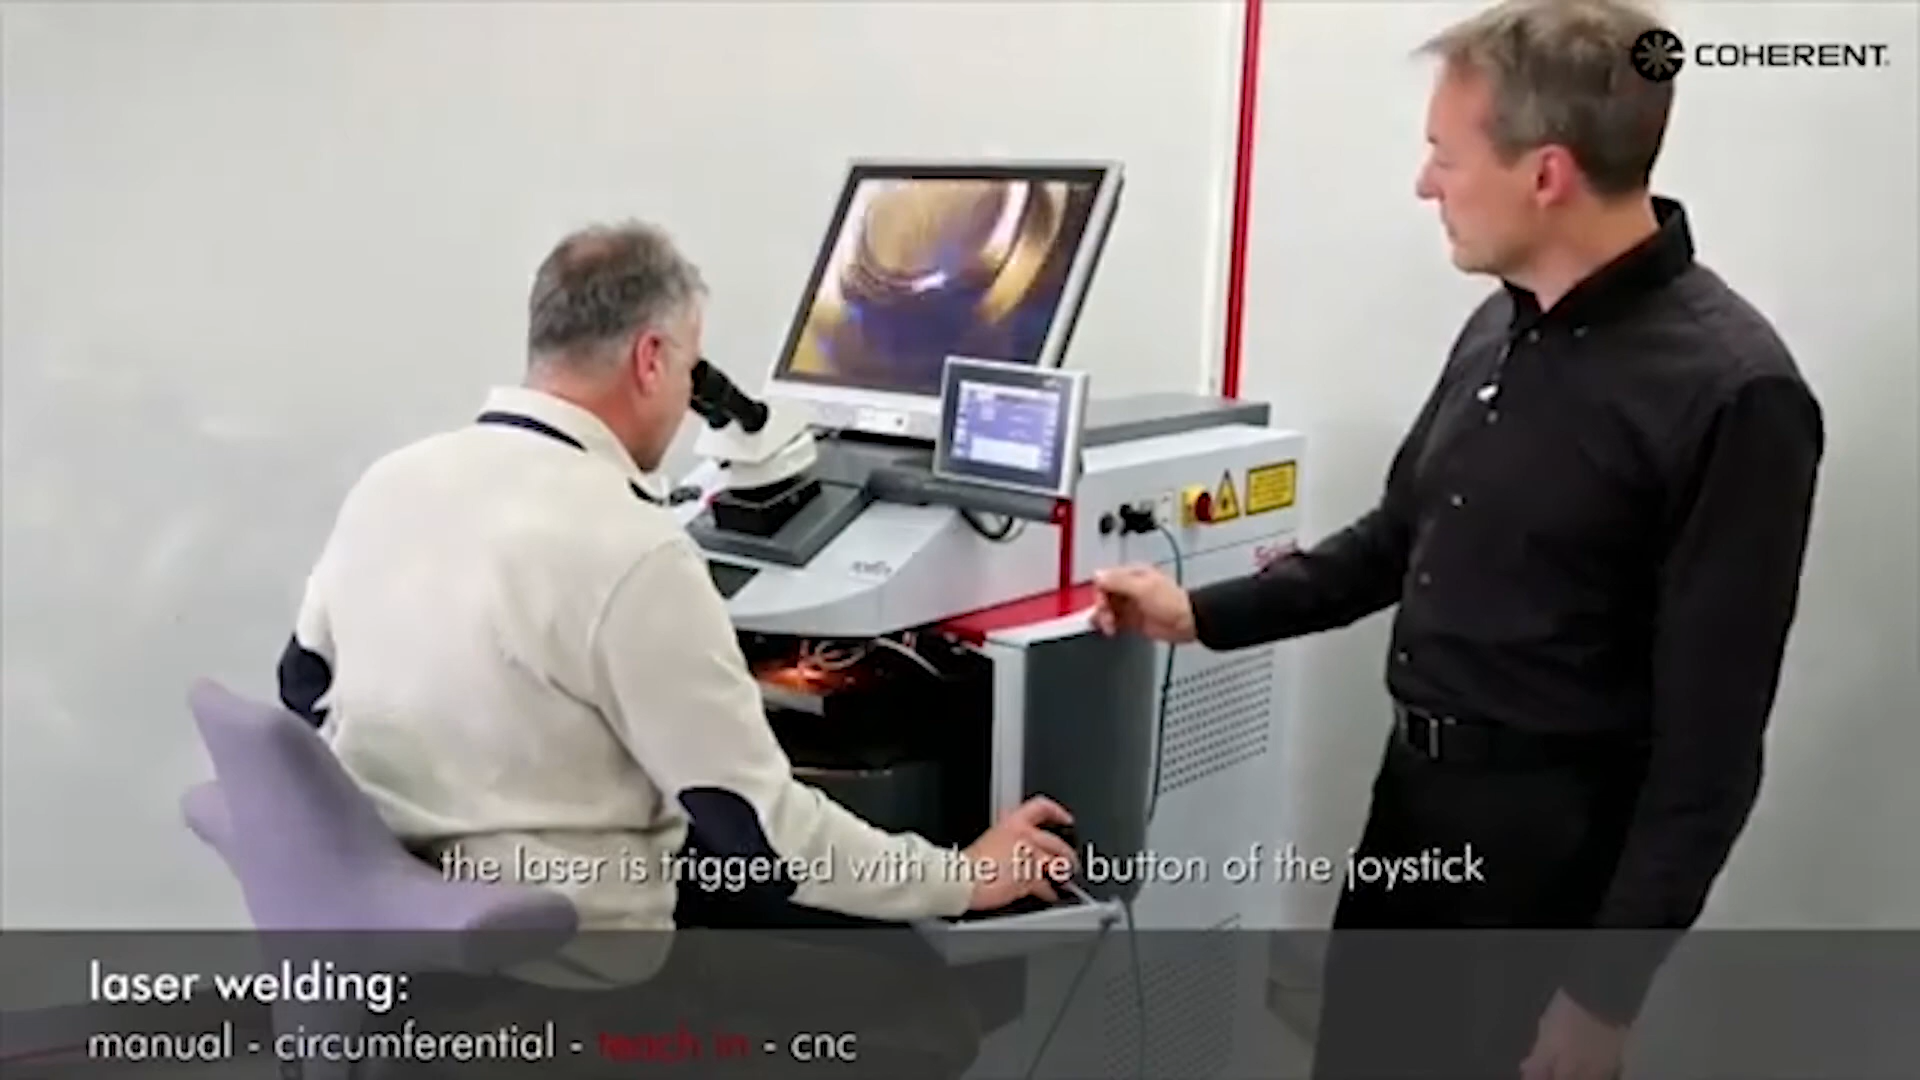 COHERENT
the laser is triggered with the fire button of the joystick
laser welding:
manual - circumferential - teach in - cnc